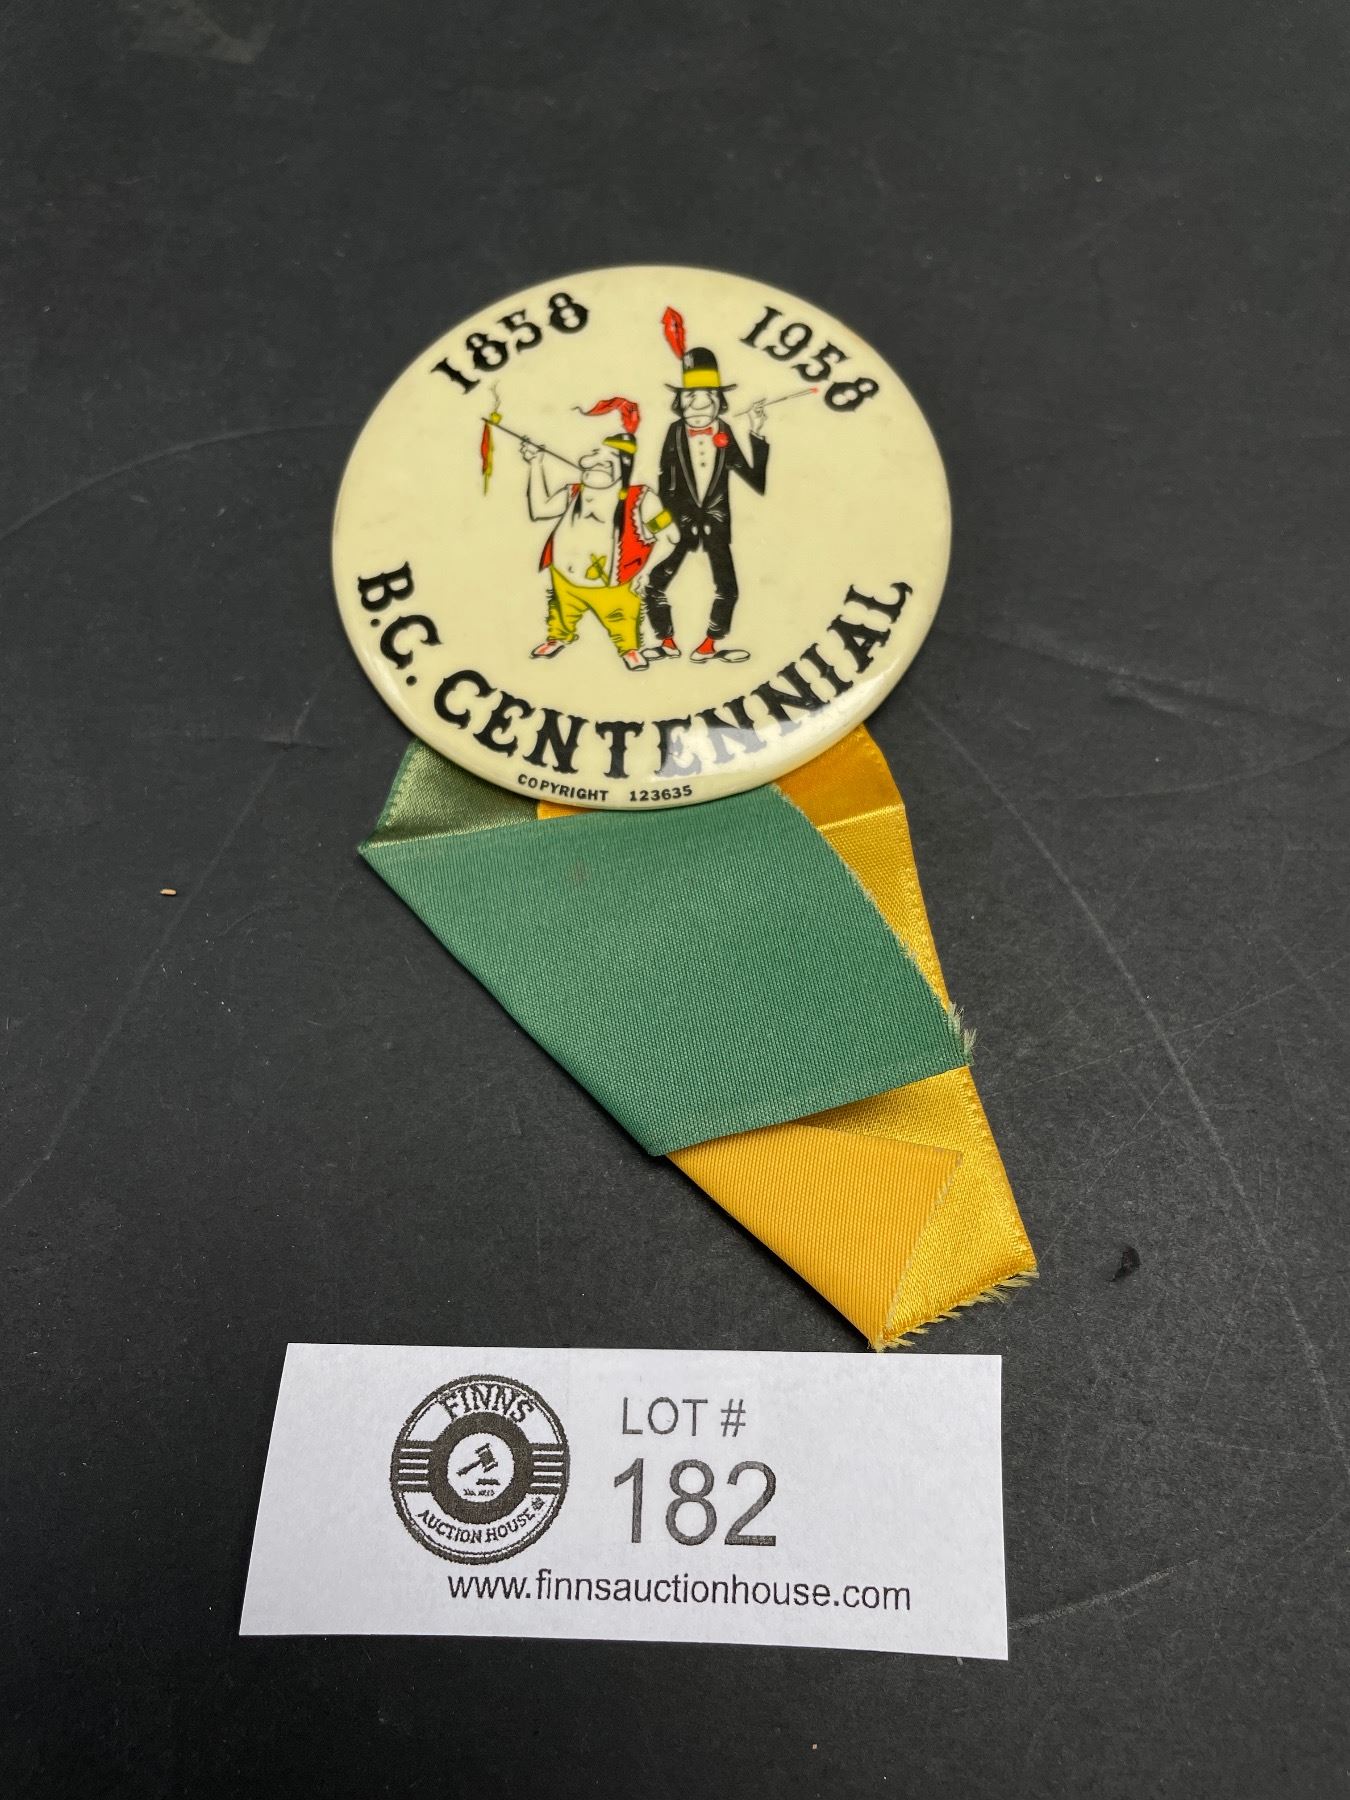 1858 1958
B.C. CENTENNIAL
COPYRIGHT 123635
FINNS
AUCTION HOUSE
LOT #
182
www.finnsauctionhouse.com